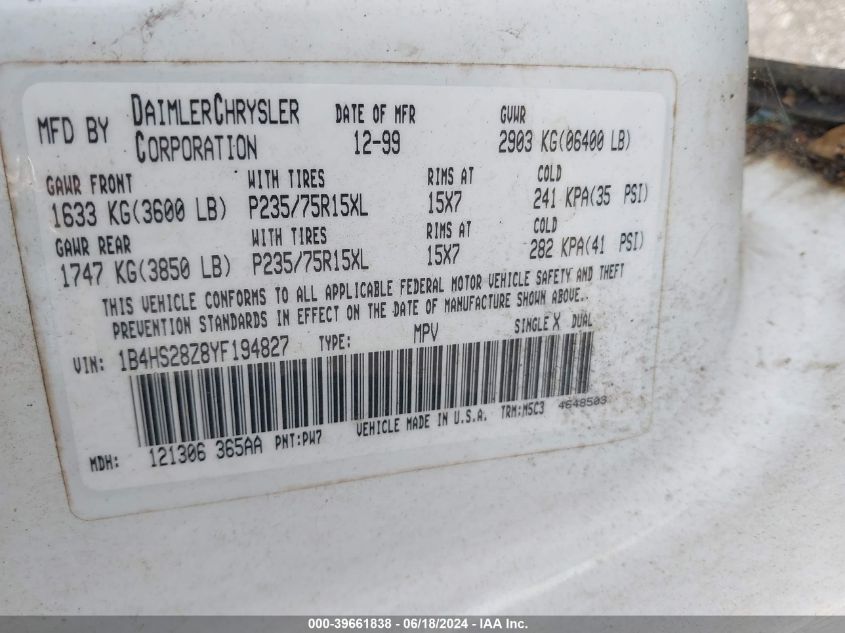 MFD BY DAIMLERCHRYSLER CORPORATION DATE OF MFR 12-99 GVWR 2903 KG(06400 LB)
GAWR FRONT WITH TIRES RIMS AT COLD
1633 KG(3600 LB) P235/75R15XL 15X7 241 KPA(35 PSI)
GAWR REAR WITH TIRES RIMS AT COLD
1747 KG(3850 LB) P235/75R15XL 15X7 282 KPA(41 PSI)
THIS VEHICLE CONFORMS TO ALL APPLICABLE FEDERAL MOTOR VEHICLE SAFETY AND THEFT
PREVENTION STANDARDS IN EFFECT ON THE DATE OF MANUFACTURE SHOWN ABOVE.
VIN: 1B4HS28Z8YF194827 TYPE: MPV SINGLE X DUAL
MDH: 121306 365AA PNT:PW7 VEHICLE MADE IN U.S.A. TRM:M5C3 4648503
000-39661838 - 06/18/2024 - IAA Inc.